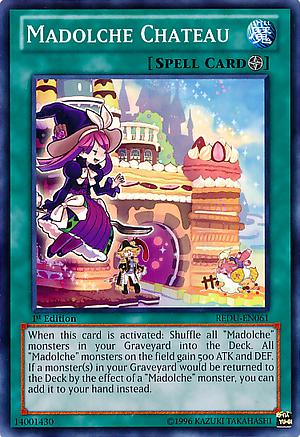 MADOLCHE CHATEAU
[SPELL CARD]
1st Edition
REDU-EN061
When this card is activated: Shuffle all "Madolche"
monsters in your Graveyard into the Deck. All
"Madolche" monsters on the field gain 500 ATK and DEF.
If a monster(s) in your Graveyard would be returned to
the Deck by the effect of a "Madolche" monster, you can
add it to your hand instead.
14001430
©1996 KAZUKI TAKAHASHI